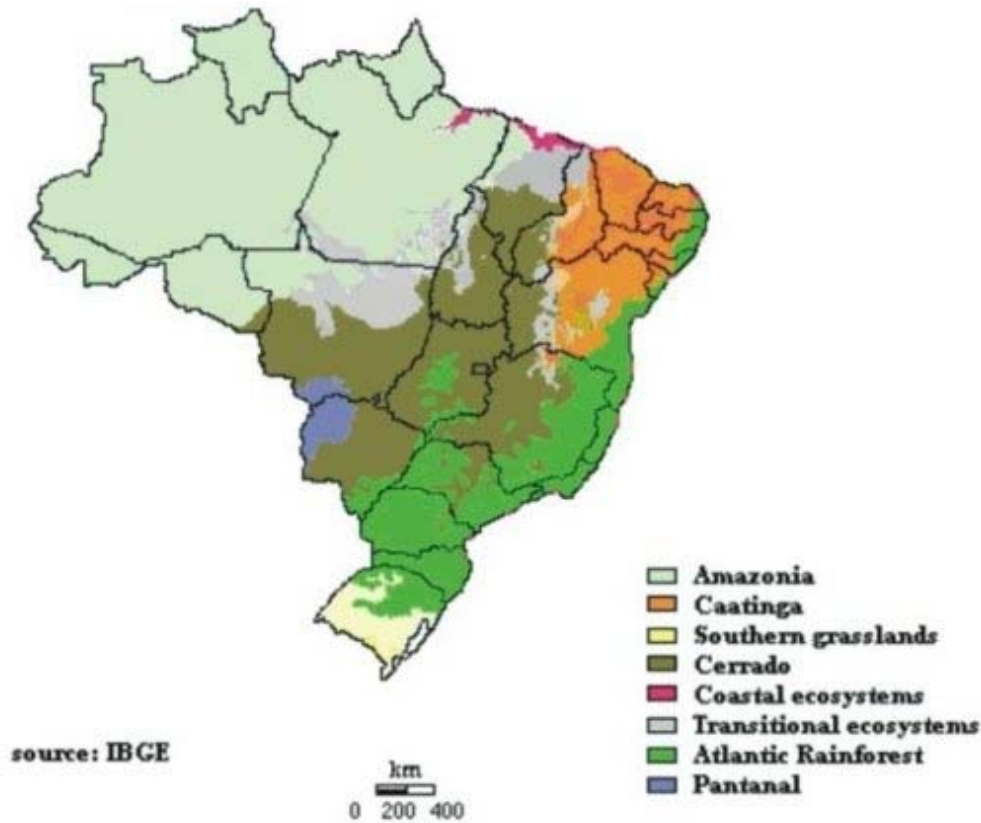 Amazonia
Caatinga
Southern grasslands
Cerrado
Coastal ecosystems
Transitional ecosystems
Atlantic Rainforest
Pantanal
source: IBGE
km
0 200 400